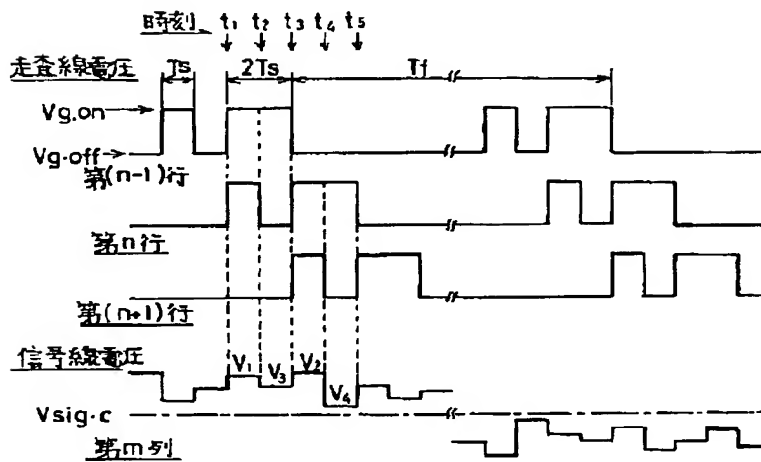 時刻 t1 t2 t3 t4 t5
走査線電圧 Ts 2Ts Tf
Vg.on
Vg.off
第(n-1)行
第n行
第(n+1)行
信号線電圧 V1 V3 V2 V4
Vsig.c
第m列